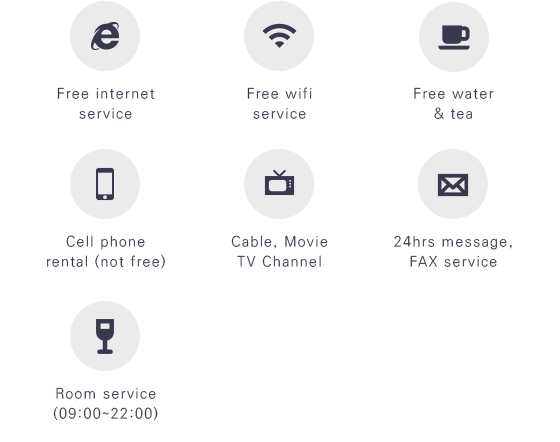 Free internet
service
Free wifi
service
Free water
& tea
Cell phone
rental (not free)
Cable, Movie
TV Channel
24hrs message,
FAX service
Room service
(09:00~22:00)